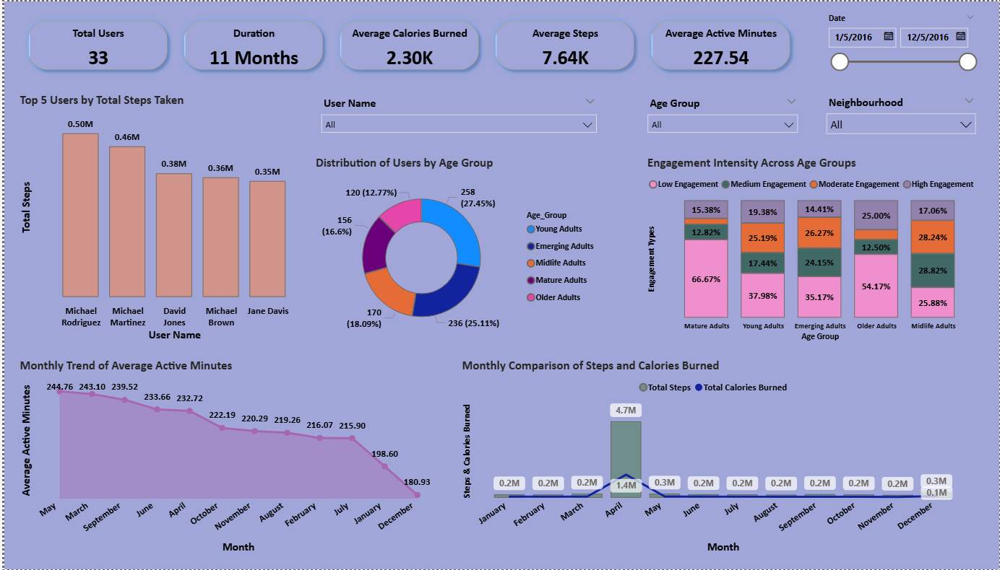 Total Users
33
Duration
11 Months
Average Calories Burned
2.30K
Average Steps
7.64K
Average Active Minutes
227.54
Date
1/5/2016
12/5/2016
Top 5 Users by Total Steps Taken
Total Steps
0.50M
0.46M
0.38M
0.36M
0.35M
Michael
Rodriguez
Michael
Martinez
David
Jones
Michael
Brown
Jane Davis
User Name
User Name
All
Age Group
All
Neighbourhood
All
Distribution of Users by Age Group
120 (12.77%)
258
(27.45%)
156
(16.6%)
170
(18.09%)
236 (25.11%)
Age_Group
Young Adults
Emerging Adults
Midlife Adults
Mature Adults
Older Adults
Engagement Intensity Across Age Groups
Low Engagement
Medium Engagement
Moderate Engagement
High Engagement
Engagement Types
15.38%
12.82%
66.67%
19.38%
25.19%
17.44%
37.98%
14.41%
26.27%
24.15%
35.17%
25.00%
12.50%
54.17%
17.06%
28.24%
28.82%
25.88%
Mature Adults
Young Adults
Emerging Adults
Older Adults
Midlife Adults
Age Group
Monthly Trend of Average Active Minutes
Average Active Minutes
244.76
243.10
239.52
233.66
232.72
222.19
220.29
219.26
216.07
215.90
198.60
180.93
May
March
September
June
April
October
November
August
February
July
January
December
Month
Monthly Comparison of Steps and Calories Burned
Total Steps
Total Calories Burned
Steps & Calories Burned
0.2M
0.2M
0.2M
4.7M
1.4M
0.3M
0.2M
0.2M
0.2M
0.2M
0.2M
0.2M
0.3M
0.1M
January
February
March
April
May
June
July
August
September
October
November
December
Month